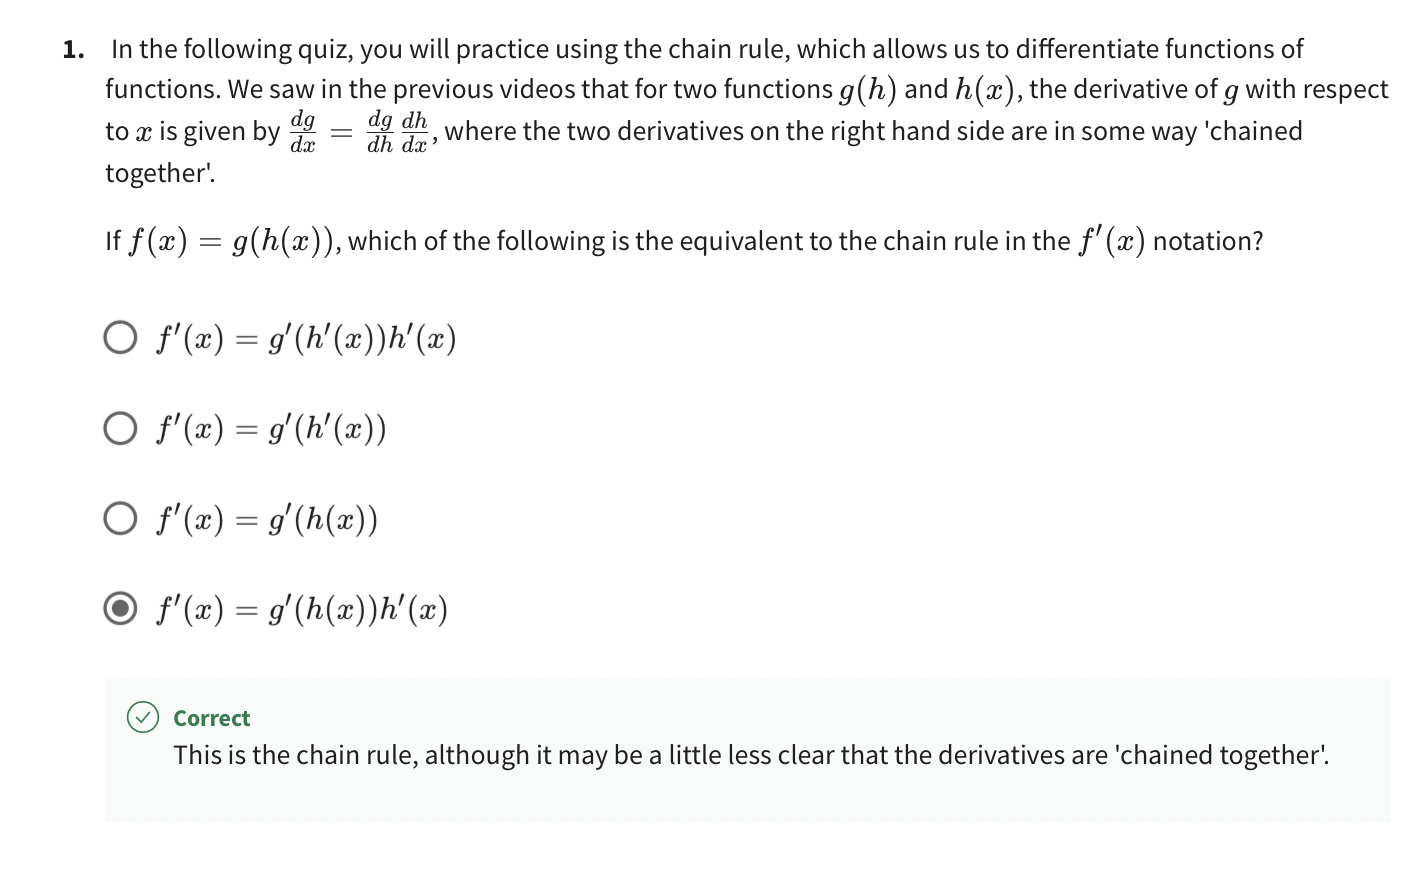 1. In the following quiz, you will practice using the chain rule, which allows us to differentiate functions of
functions. We saw in the previous videos that for two functions g(h) and h(x), the derivative of g with respect
to x is given by dg/dx = dg/dh dh/dx, where the two derivatives on the right hand side are in some way 'chained
together'.
If f(x) = g(h(x)), which of the following is the equivalent to the chain rule in the f′(x) notation?
f′(x) = g′(h′(x))h′(x)
f′(x) = g′(h′(x))
f′(x) = g′(h(x))
f′(x) = g′(h(x))h′(x)
Correct
This is the chain rule, although it may be a little less clear that the derivatives are 'chained together'.